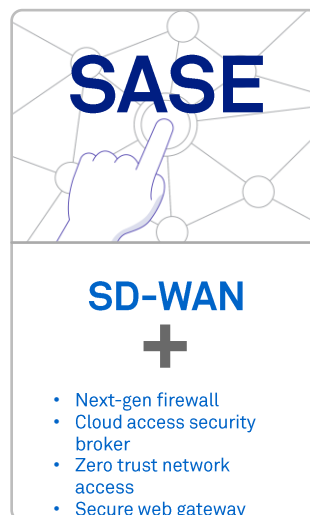 SASE
SD-WAN
+
• Next-gen firewall
• Cloud access security
broker
• Zero trust network
access
• Secure web gateway